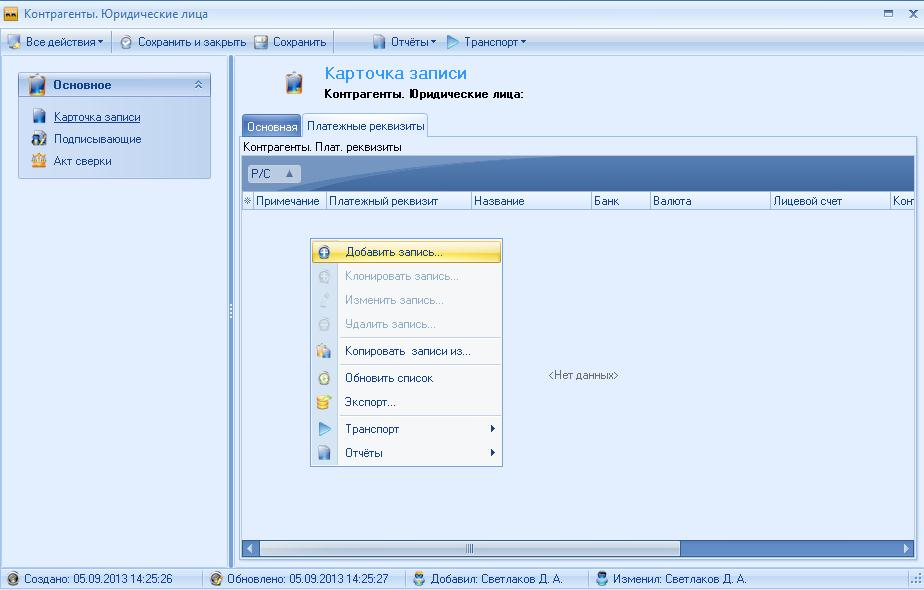 Контрагенты. Юридические лица
Все действия Сохранить и закрыть Сохранить Отчёты Транспорт
Основное
Карточка записи
Подписывающие
Акт сверки
Карточка записи
Контрагенты. Юридические лица:
Основная Платежные реквизиты
Контрагенты. Плат. реквизиты
Р/С
Примечание Платежный реквизит Название Банк Валюта Лицевой счет Конт
Добавить запись...
Клонировать запись...
Изменить запись...
Удалить запись...
Копировать записи из...
Обновить список
Экспорт...
Транспорт
Отчёты
<Нет данных>
Создано: 05.09.2013 14:25:26 Обновлено: 05.09.2013 14:25:27 Добавил: Светлаков Д. А. Изменил: Светлаков Д. А.